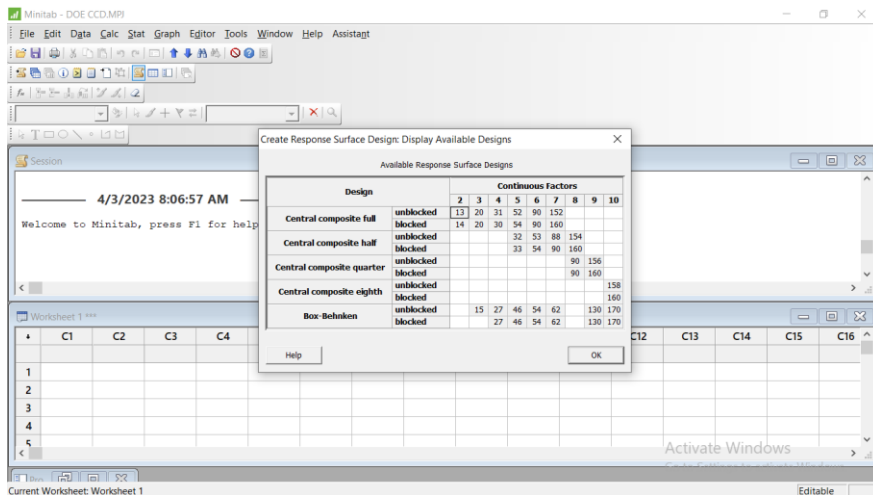 Minitab - DOE CCD.MPJ
File Edit Data Calc Stat Graph Editor Tools Window Help Assistant
Create Response Surface Design: Display Available Designs
Session
Available Response Surface Designs
4/3/2023 8:06:57 AM
Welcome to Minitab, press F1 for help
Design Continuous Factors
2 3 4 5 6 7 8 9 10
Central composite full unblocked 13 20 31 52 90 152
blocked 14 20 30 54 90 160
Central composite half unblocked 32 53 88 154
blocked 33 54 90 160
Central composite quarter unblocked 90 156
blocked 90 160
Central composite eighth unblocked 158
blocked 160
Box-Behnken unblocked 15 27 46 54 62 130 170
blocked 27 46 54 62 130 170
Help OK
Worksheet 1 ***
C1 C2 C3 C4 C12 C13 C14 C15 C16
1
2
3
4
5
Activate Windows
Current Worksheet: Worksheet 1 Editable